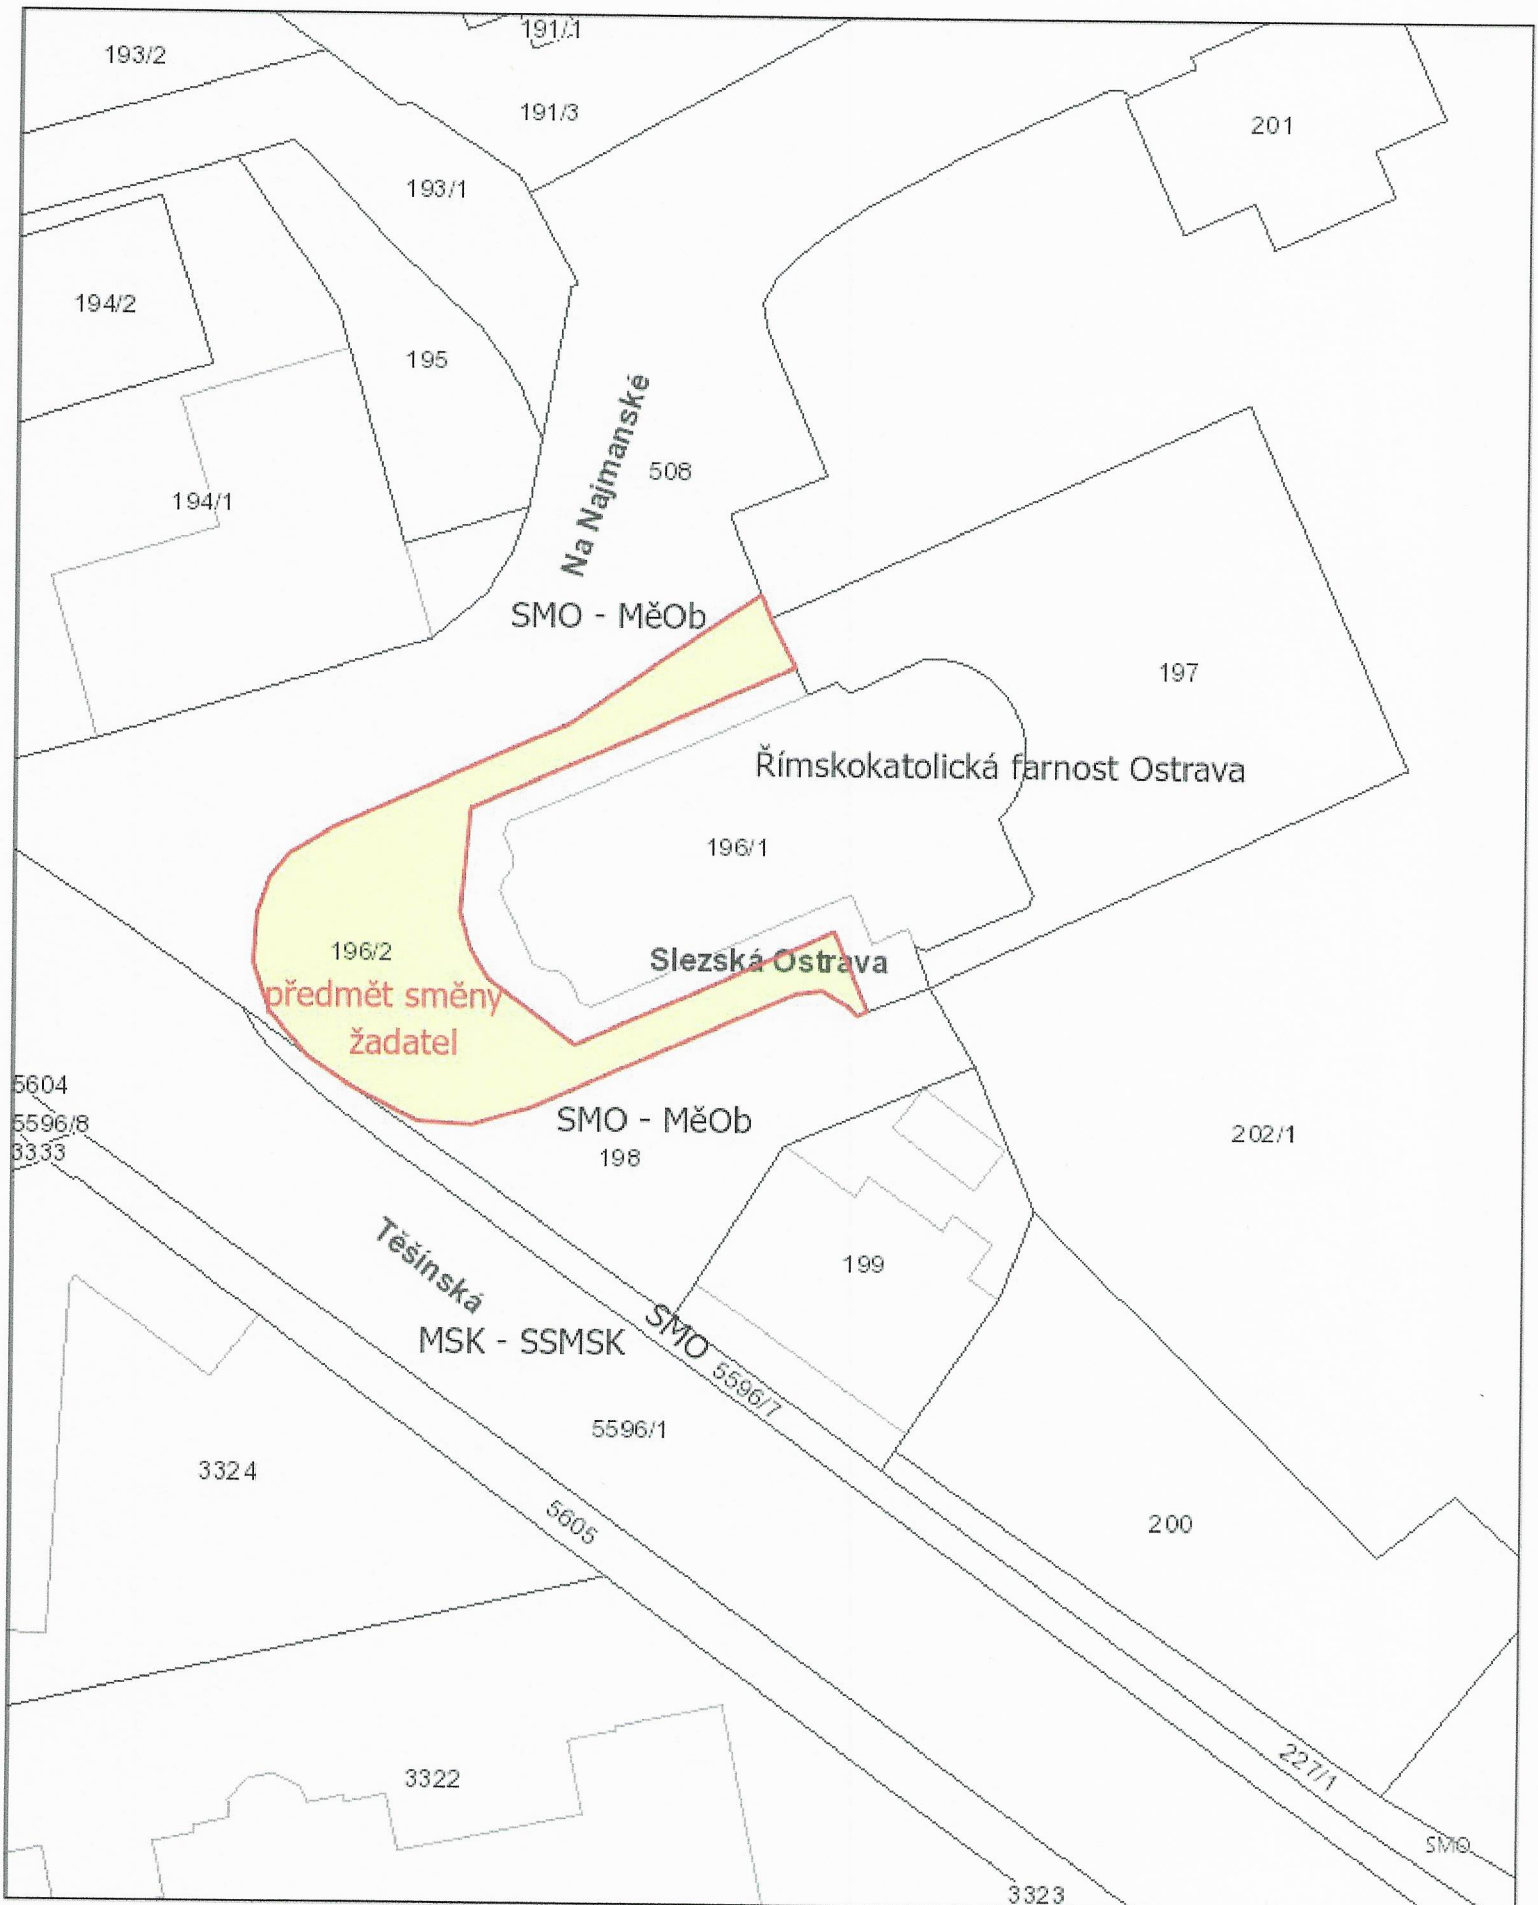 193/2
191/1
191/3
201
193/1
194/2
195
Na Najmanské
508
194/1
SMO - MěOb
197
Římskokatolická farnost Ostrava
196/1
196/2
Slezská Ostrava
předmět směny
žadatel
5604
5596/8
3333
SMO - MěOb
198
202/1
199
Těšínská
MSK - SSMSK
SMO
5596/7
5596/1
3324
5605
200
227/1
3322
SMO
3323